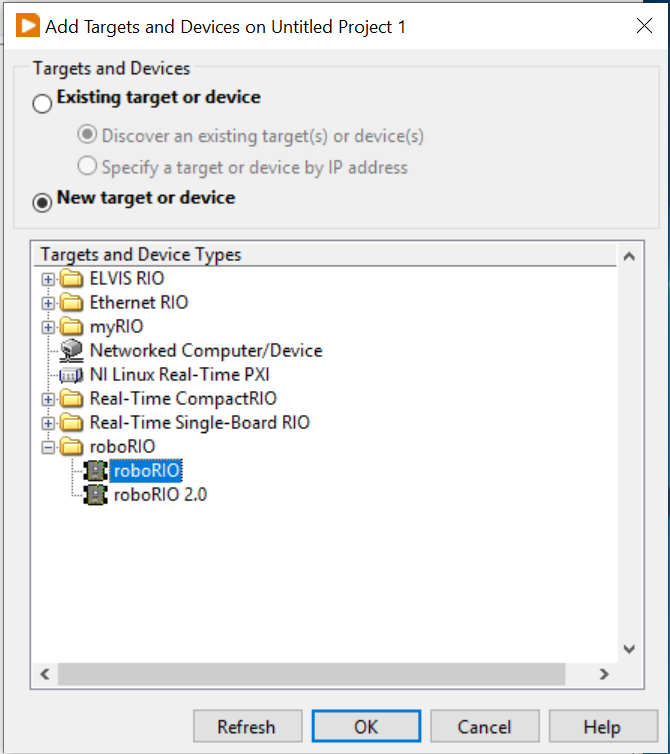 Add Targets and Devices on Untitled Project 1
Targets and Devices
Existing target or device
Discover an existing target(s) or device(s)
Specify a target or device by IP address
New target or device
Targets and Device Types
ELVIS RIO
Ethernet RIO
myRIO
Networked Computer/Device
NI Linux Real-Time PXI
Real-Time CompactRIO
Real-Time Single-Board RIO
roboRIO
roboRIO
roboRIO 2.0
Refresh OK Cancel Help